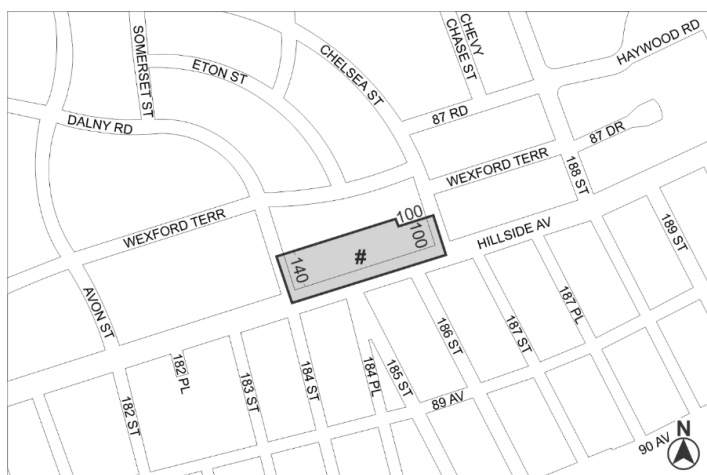 SOMERSET ST
ETON ST
CHELSEA ST
CHEVY
CHASE ST
HAYWOOD RD
DALNY RD
87 RD
87 DR
WEXFORD TERR
188 ST
WEXFORD TERR
100
100
HILLSIDE AV
189 ST
#
140
AVON ST
187 PL
187 ST
186 ST
182 PL
185 ST
184 PL
184 ST
183 ST
182 ST
89 AV
90 AV
N